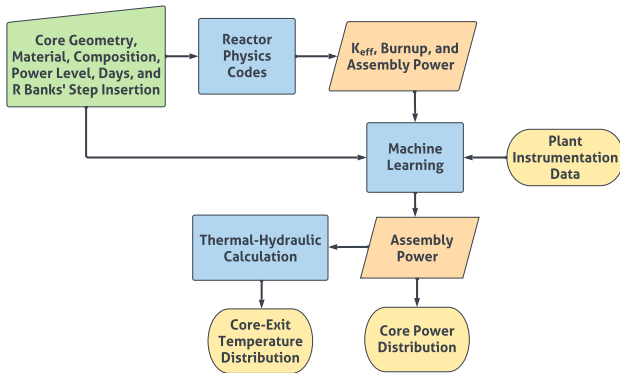 Core Geometry,
Material, Composition,
Power Level, Days, and
R Banks' Step Insertion
Reactor
Physics
Codes
Keff, Burnup, and
Assembly Power
Machine
Learning
Plant
Instrumentation
Data
Thermal-Hydraulic
Calculation
Assembly
Power
Core-Exit
Temperature
Distribution
Core Power
Distribution